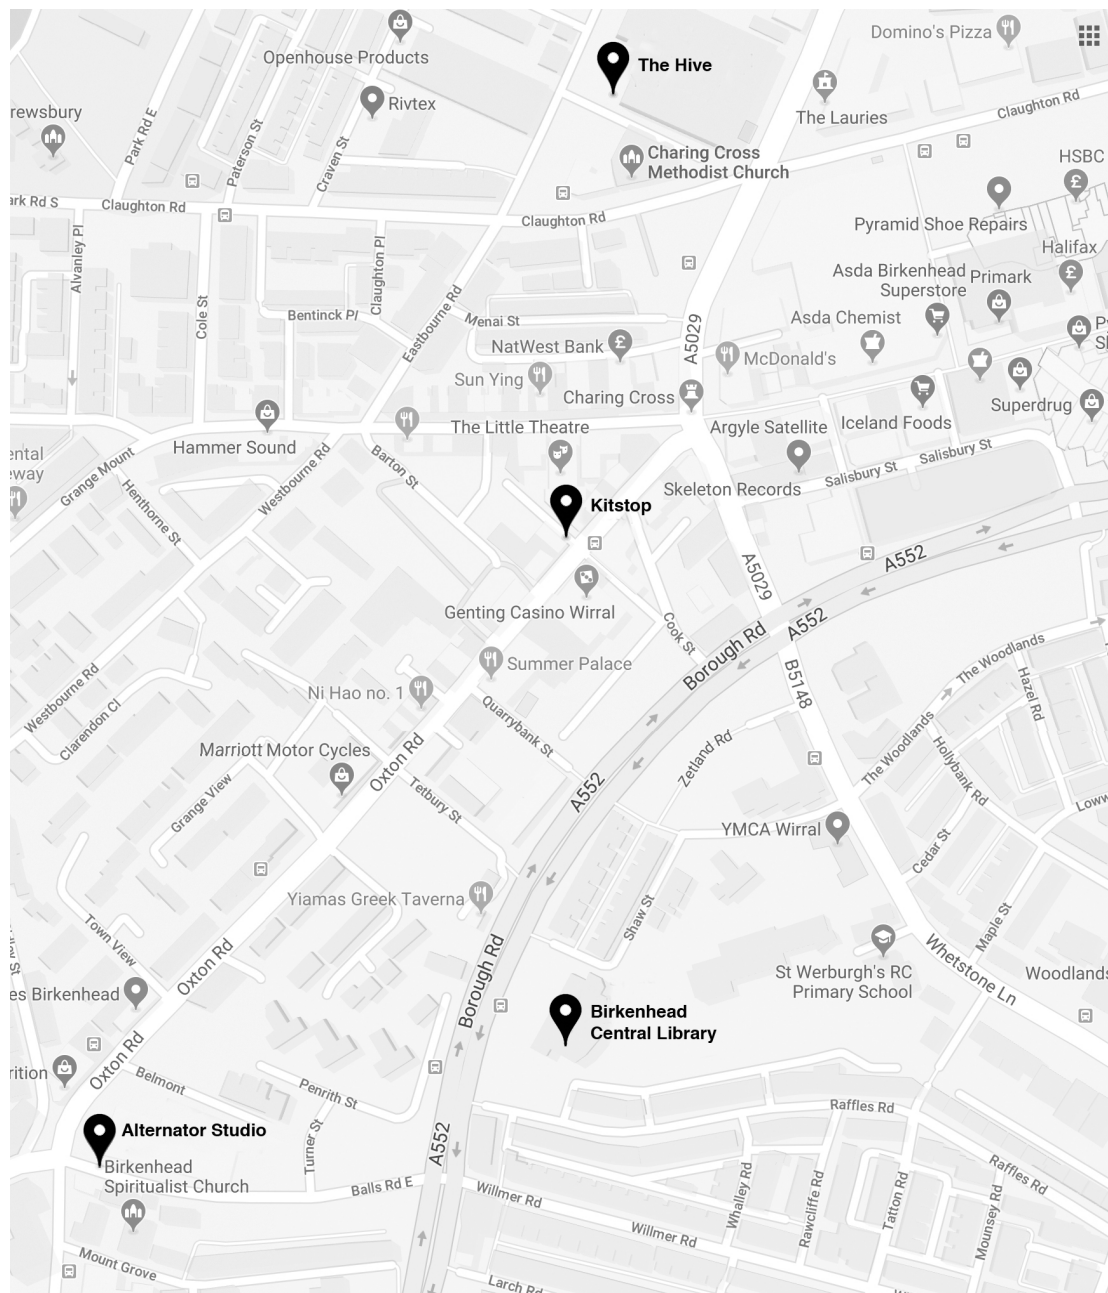 Domino's Pizza
Openhouse Products
The Hive
Rivtex
The Lauries
Claughton Rd
rewsbury
Park Rd E
Paterson St
Craven St
Charing Cross
Methodist Church
HSBC
ark Rd S
Claughton Rd
Claughton Rd
Pyramid Shoe Repairs
Alvanley Pl
Claughton Pl
Halifax
Asda Birkenhead
Superstore
Primark
Cole St
Bentinck Pl
Eastbourne Rd
Menai St
A5029
Asda Chemist
NatWest Bank
McDonald's
Sun Ying
Charing Cross
Superdrug
Hammer Sound
The Little Theatre
Argyle Satellite
Iceland Foods
ental
eway
Grange Mount
Westbourne Rd
Barton St
Salisbury St
Salisbury St
Henthorne St
Skeleton Records
Kitstop
A5029
A552
Genting Casino Wirral
Cook St
Borough Rd
A552
Summer Palace
Westbourne Rd
Clarendon Cl
Ni Hao no. 1
B5148
The Woodlands
Hazel Rd
Quarrybank St
Marriott Motor Cycles
Oxton Rd
Zetland Rd
The Woodlands
Hollybank Rd
Grange View
Tetbury St
A552
Loww
YMCA Wirral
Cedar St
Yiamas Greek Taverna
Shaw St
Maple St
Town View
Oxton Rd
Borough Rd
St Werburgh's RC
Primary School
Whetstone Ln
Woodlands
es Birkenhead
Birkenhead
Central Library
Oxton Rd
rition
Belmont
Penrith St
Raffles Rd
Alternator Studio
Turner St
A552
Birkenhead
Spiritualist Church
Balls Rd E
Willmer Rd
Whalley Rd
Rawcliffe Rd
Tatton Rd
Raffles Rd
Mounsey Rd
Willmer Rd
Mount Grove
Larch Rd